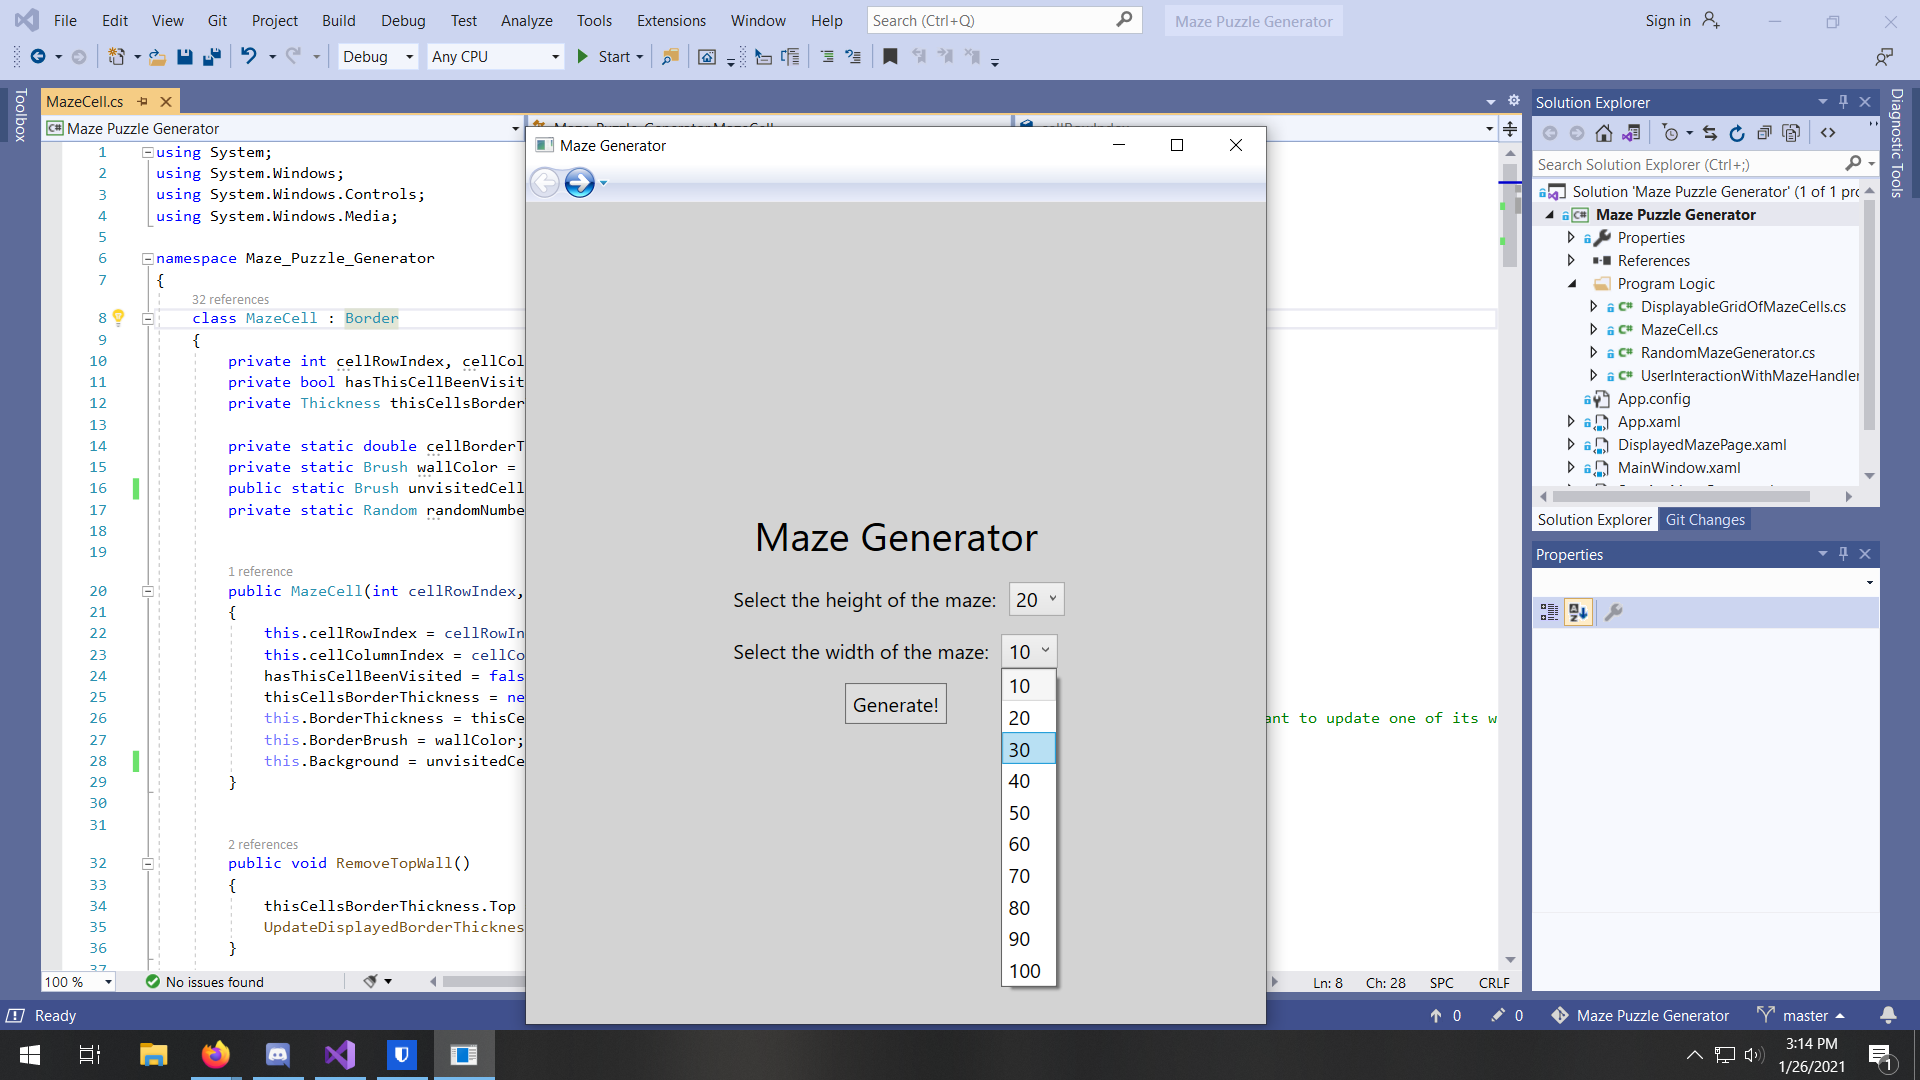 File Edit View Git Project Build Debug Test Analyze Tools Extensions Window Help Search (Ctrl+Q) Maze Puzzle Generator Sign in
Debug Any CPU Start
Toolbox
MazeCell.cs
Maze Puzzle Generator
1 using System;
2 using System.Windows;
3 using System.Windows.Controls;
4 using System.Windows.Media;
5
6 namespace Maze_Puzzle_Generator
7 {
32 references
8 class MazeCell : Border
9 {
10 private int cellRowIndex, cellCol
11 private bool hasThisCellBeenVisit
12 private Thickness thisCellsBorder
13
14 private static double cellBorderT
15 private static Brush wallColor =
16 public static Brush unvisitedCell
17 private static Random randomNumbe
18
19
1 reference
20 public MazeCell(int cellRowIndex,
21 {
22 this.cellRowIndex = cellRowIn
23 this.cellColumnIndex = cellCo
24 hasThisCellBeenVisited = fals
25 thisCellsBorderThickness = ne
26 this.BorderThickness = thisCe ant to update one of its w
27 this.BorderBrush = wallColor;
28 this.Background = unvisitedCe
29 }
30
31
2 references
32 public void RemoveTopWall()
33 {
34 thisCellsBorderThickness.Top
35 UpdateDisplayedBorderThicknes
36 }
37
100 % No issues found Ln: 8 Ch: 28 SPC CRLF
Maze Generator
Maze Generator
Select the height of the maze: 20
Select the width of the maze: 10
Generate!
10
20
30
40
50
60
70
80
90
100
Solution Explorer
Search Solution Explorer (Ctrl+;)
Solution 'Maze Puzzle Generator' (1 of 1 pro
Maze Puzzle Generator
Properties
References
Program Logic
DisplayableGridOfMazeCells.cs
MazeCell.cs
RandomMazeGenerator.cs
UserInteractionWithMazeHandler
App.config
App.xaml
DisplayedMazePage.xaml
MainWindow.xaml
Solution Explorer Git Changes
Properties
Diagnostic Tools
Ready 0 0 Maze Puzzle Generator master
3:14 PM
1/26/2021
1